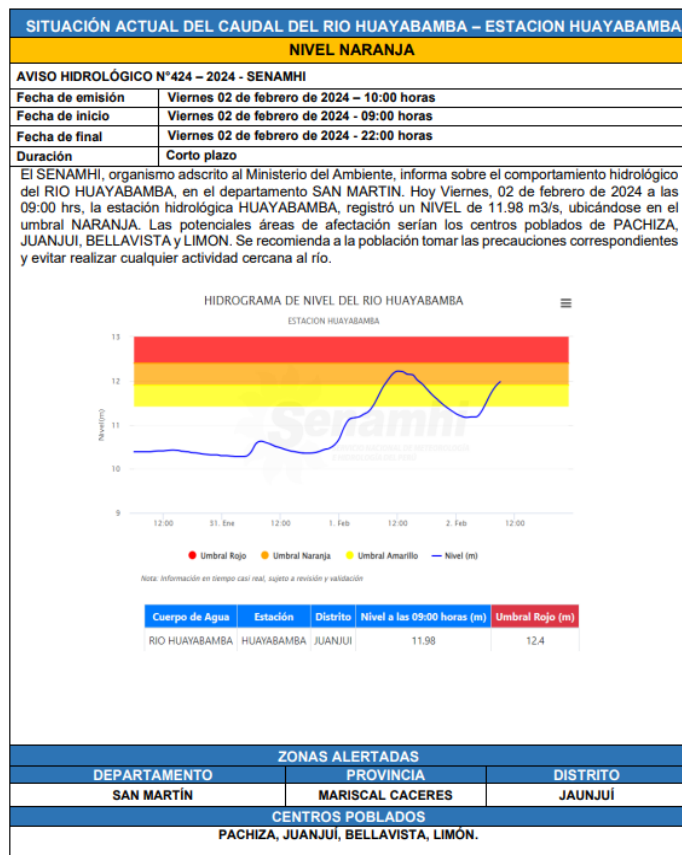 SITUACIÓN ACTUAL DEL CAUDAL DEL RIO HUAYABAMBA – ESTACION HUAYABAMBA
NIVEL NARANJA
AVISO HIDROLÓGICO N°424 – 2024 - SENAMHI
Fecha de emisión Viernes 02 de febrero de 2024 – 10:00 horas
Fecha de inicio Viernes 02 de febrero de 2024 - 09:00 horas
Fecha de final Viernes 02 de febrero de 2024 - 22:00 horas
Duración Corto plazo
El SENAMHI, organismo adscrito al Ministerio del Ambiente, informa sobre el comportamiento hidrológico
del RIO HUAYABAMBA, en el departamento SAN MARTIN. Hoy Viernes, 02 de febrero de 2024 a las
09:00 hrs, la estación hidrológica HUAYABAMBA, registró un NIVEL de 11.98 m3/s, ubicándose en el
umbral NARANJA. Las potenciales áreas de afectación serían los centros poblados de PACHIZA,
JUANJUI, BELLAVISTA y LIMON. Se recomienda a la población tomar las precauciones correspondientes
y evitar realizar cualquier actividad cercana al río.
HIDROGRAMA DE NIVEL DEL RIO HUAYABAMBA
ESTACION HUAYABAMBA
13
12
11
10
9
Nivel(m)
Senamhi
12:00 31. Ene 12:00 1. Feb 12:00 2. Feb 12:00
Umbral Rojo Umbral Naranja Umbral Amarillo Nivel (m)
Nota: Información en tiempo casi real, sujeto a revisión y validación
Cuerpo de Agua Estación Distrito Nivel a las 09:00 horas (m) Umbral Rojo (m)
RIO HUAYABAMBA HUAYABAMBA JUANJUI 11.98 12.4
ZONAS ALERTADAS
DEPARTAMENTO PROVINCIA DISTRITO
SAN MARTÍN MARISCAL CACERES JAUNJUÍ
CENTROS POBLADOS
PACHIZA, JUANJUÍ, BELLAVISTA, LIMÓN.